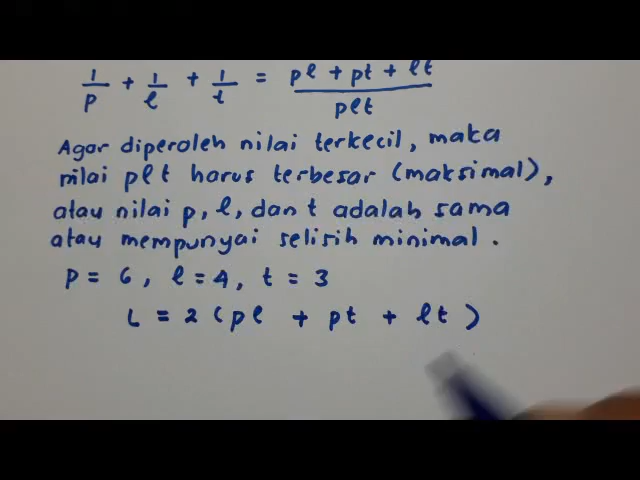 1/p + 1/l + 1/t = (pl + pt + lt)/plt
Agar diperoleh nilai terkecil, maka
nilai plt harus terbesar (maksimal),
atau nilai p, l, dan t adalah sama
atau mempunyai selisih minimal.
P = 6, l = 4, t = 3
L = 2 (pl + pt + lt)